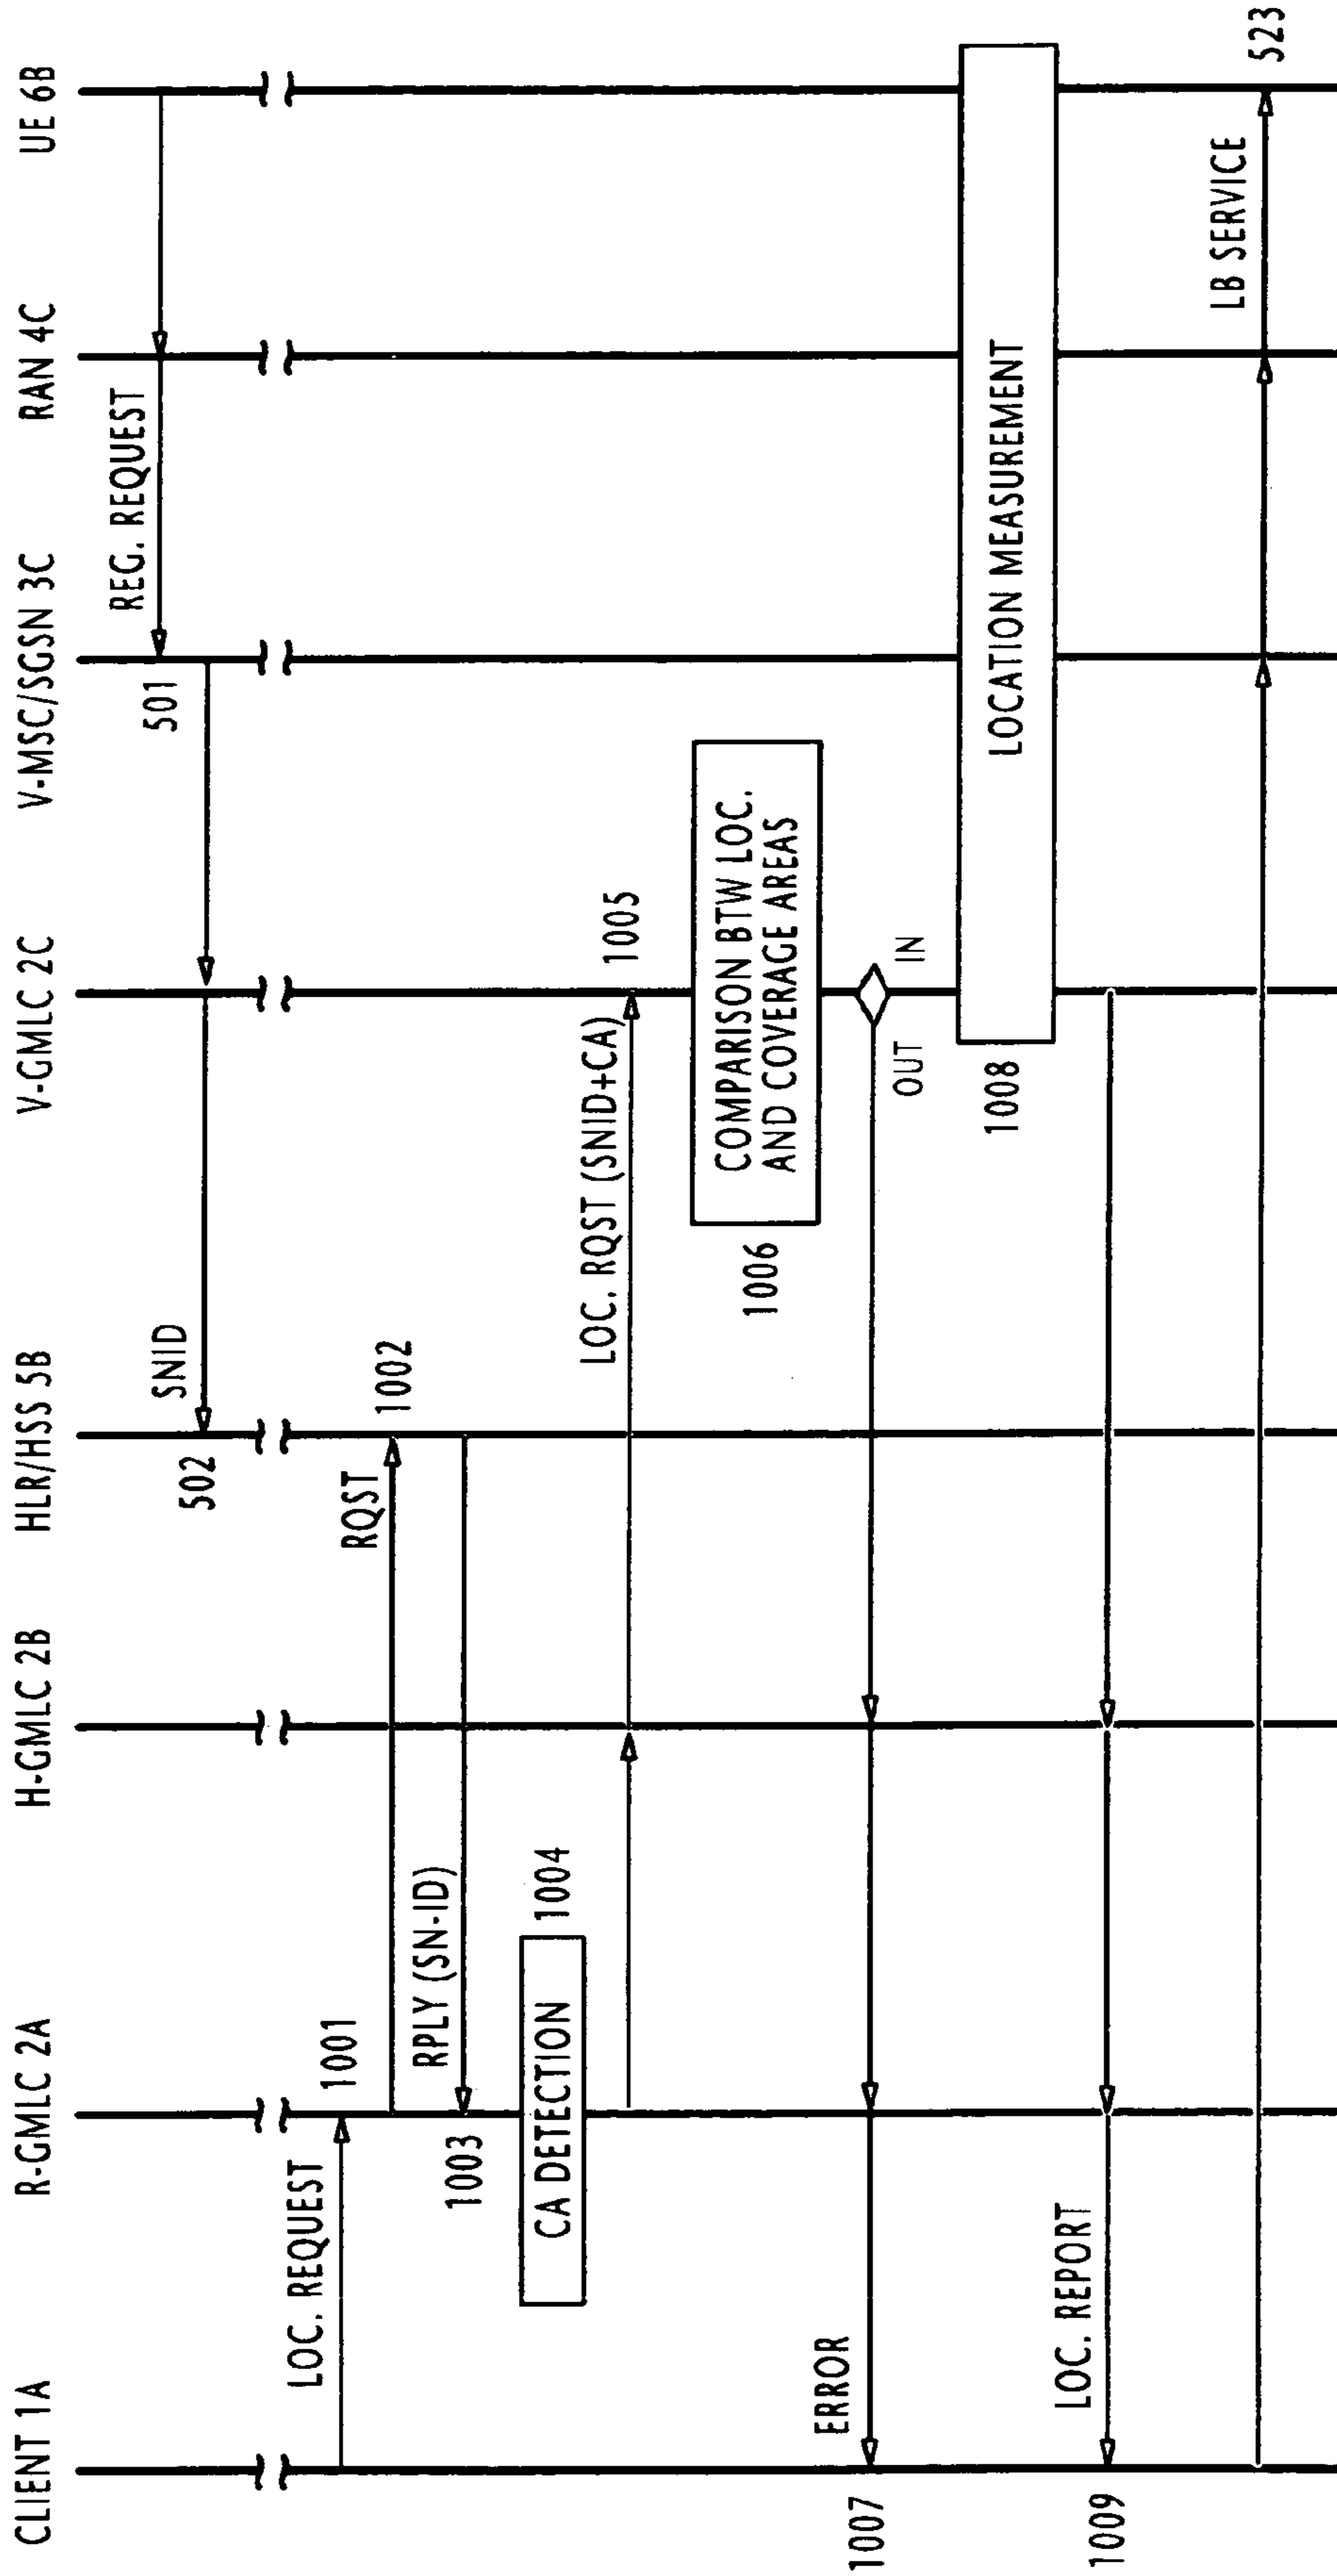 CLIENT 1A
R-GMLC 2A
H-GMLC 2B
HLR/HSS 5B
V-GMLC 2C
V-MSC/SGSN 3C
RAN 4C
UE 6B
REG. REQUEST
501
SNID
502
LOC. REQUEST
1001
RQST
1002
RPLY (SN-ID)
1003
CA DETECTION
1004
LOC. RQST (SNID+CA)
1005
COMPARISON BTW LOC.
AND COVERAGE AREAS
1006
ERROR
1007
OUT
IN
LOCATION MEASUREMENT
1008
LOC. REPORT
1009
LB SERVICE
523